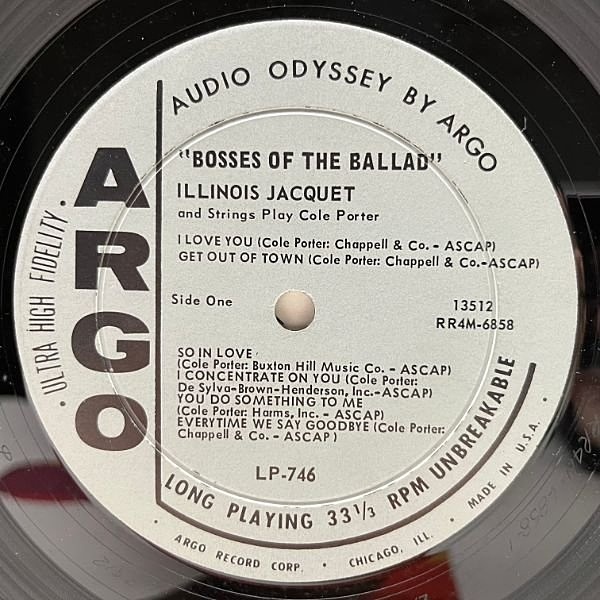 AUDIO ODYSSEY BY ARGO
ARGO
· ULTRA HIGH FIDELITY ·
"BOSSES OF THE BALLAD"
ILLINOIS JACQUET
and Strings Play Cole Porter
I LOVE YOU (Cole Porter: Chappell & Co. - ASCAP)
GET OUT OF TOWN (Cole Porter: Chappell & Co.-ASCAP)
Side One
13512
RR4M-6858
SO IN LOVE
(Cole Porter: Buxton Hill Music Co. - ASCAP)
I CONCENTRATE ON YOU (Cole Porter:
De Sylva-Brown-Henderson, Inc.-ASCAP)
YOU DO SOMETHING TO ME
(Cole Porter: Harms, Inc. - ASCAP)
EVERYTIME WE SAY GOODBYE (Cole Porter:
Chappell & Co. - ASCAP )
LP-746
LONG PLAYING 33 1/3 RPM UNBREAKABLE
· ARGO RECORD CORP. · CHICAGO, ILL. · MADE IN U.S.A. ·